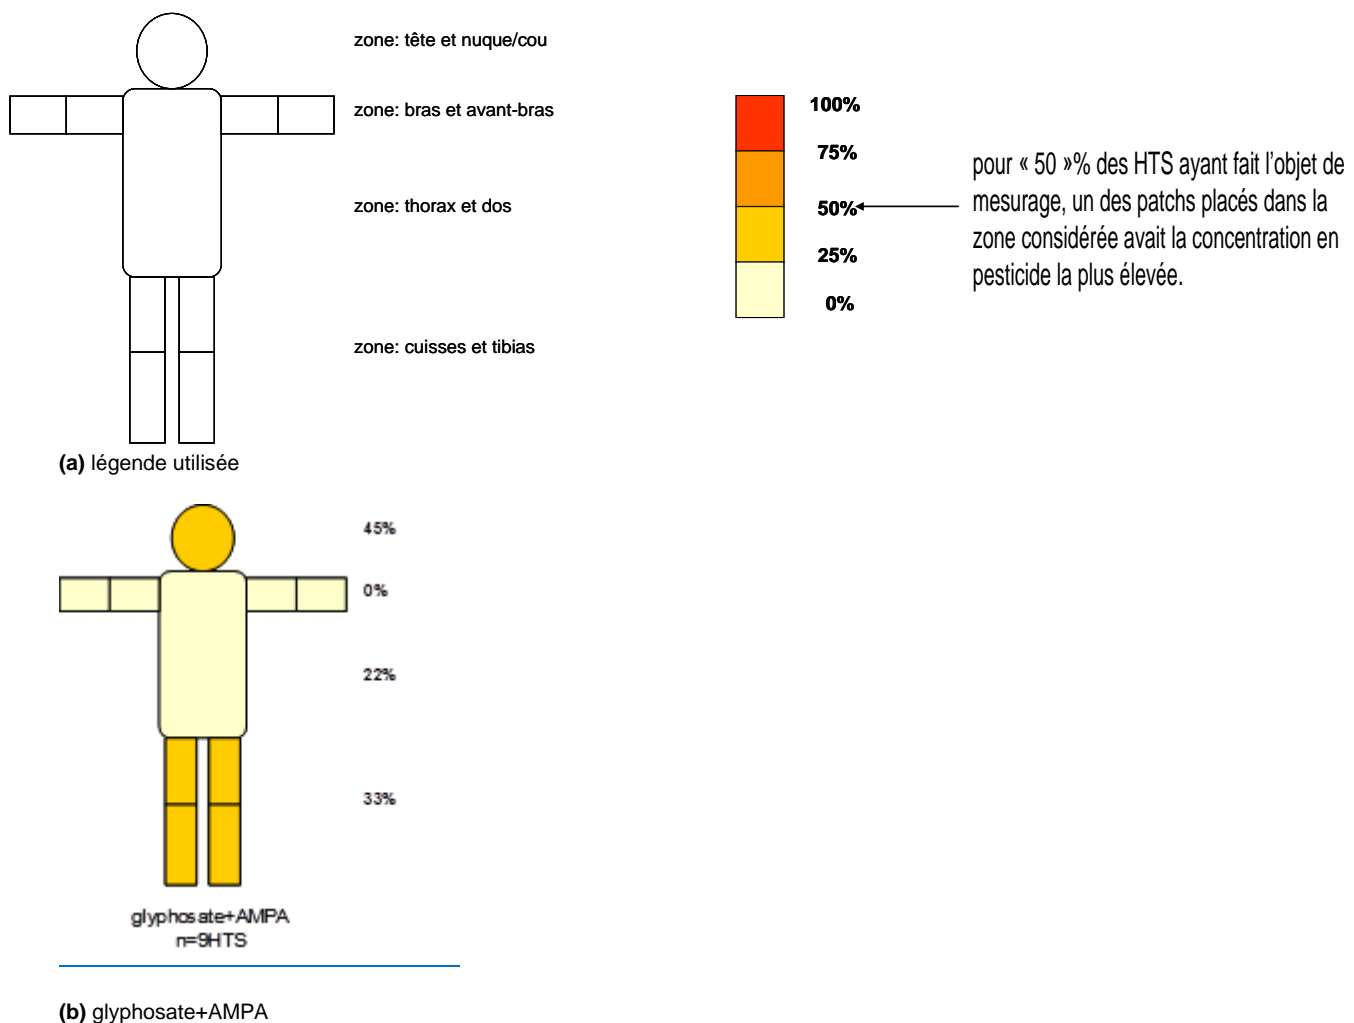 zone: tête et nuque/cou
zone: bras et avant-bras
zone: thorax et dos
zone: cuisses et tibias
100%
75%
50%
25%
0%
pour « 50 »% des HTS ayant fait l'objet de
mesurage, un des patchs placés dans la
zone considérée avait la concentration en
pesticide la plus élevée.
(a) légende utilisée
45%
0%
22%
33%
glyphosate+AMPA
n=9HTS
(b) glyphosate+AMPA